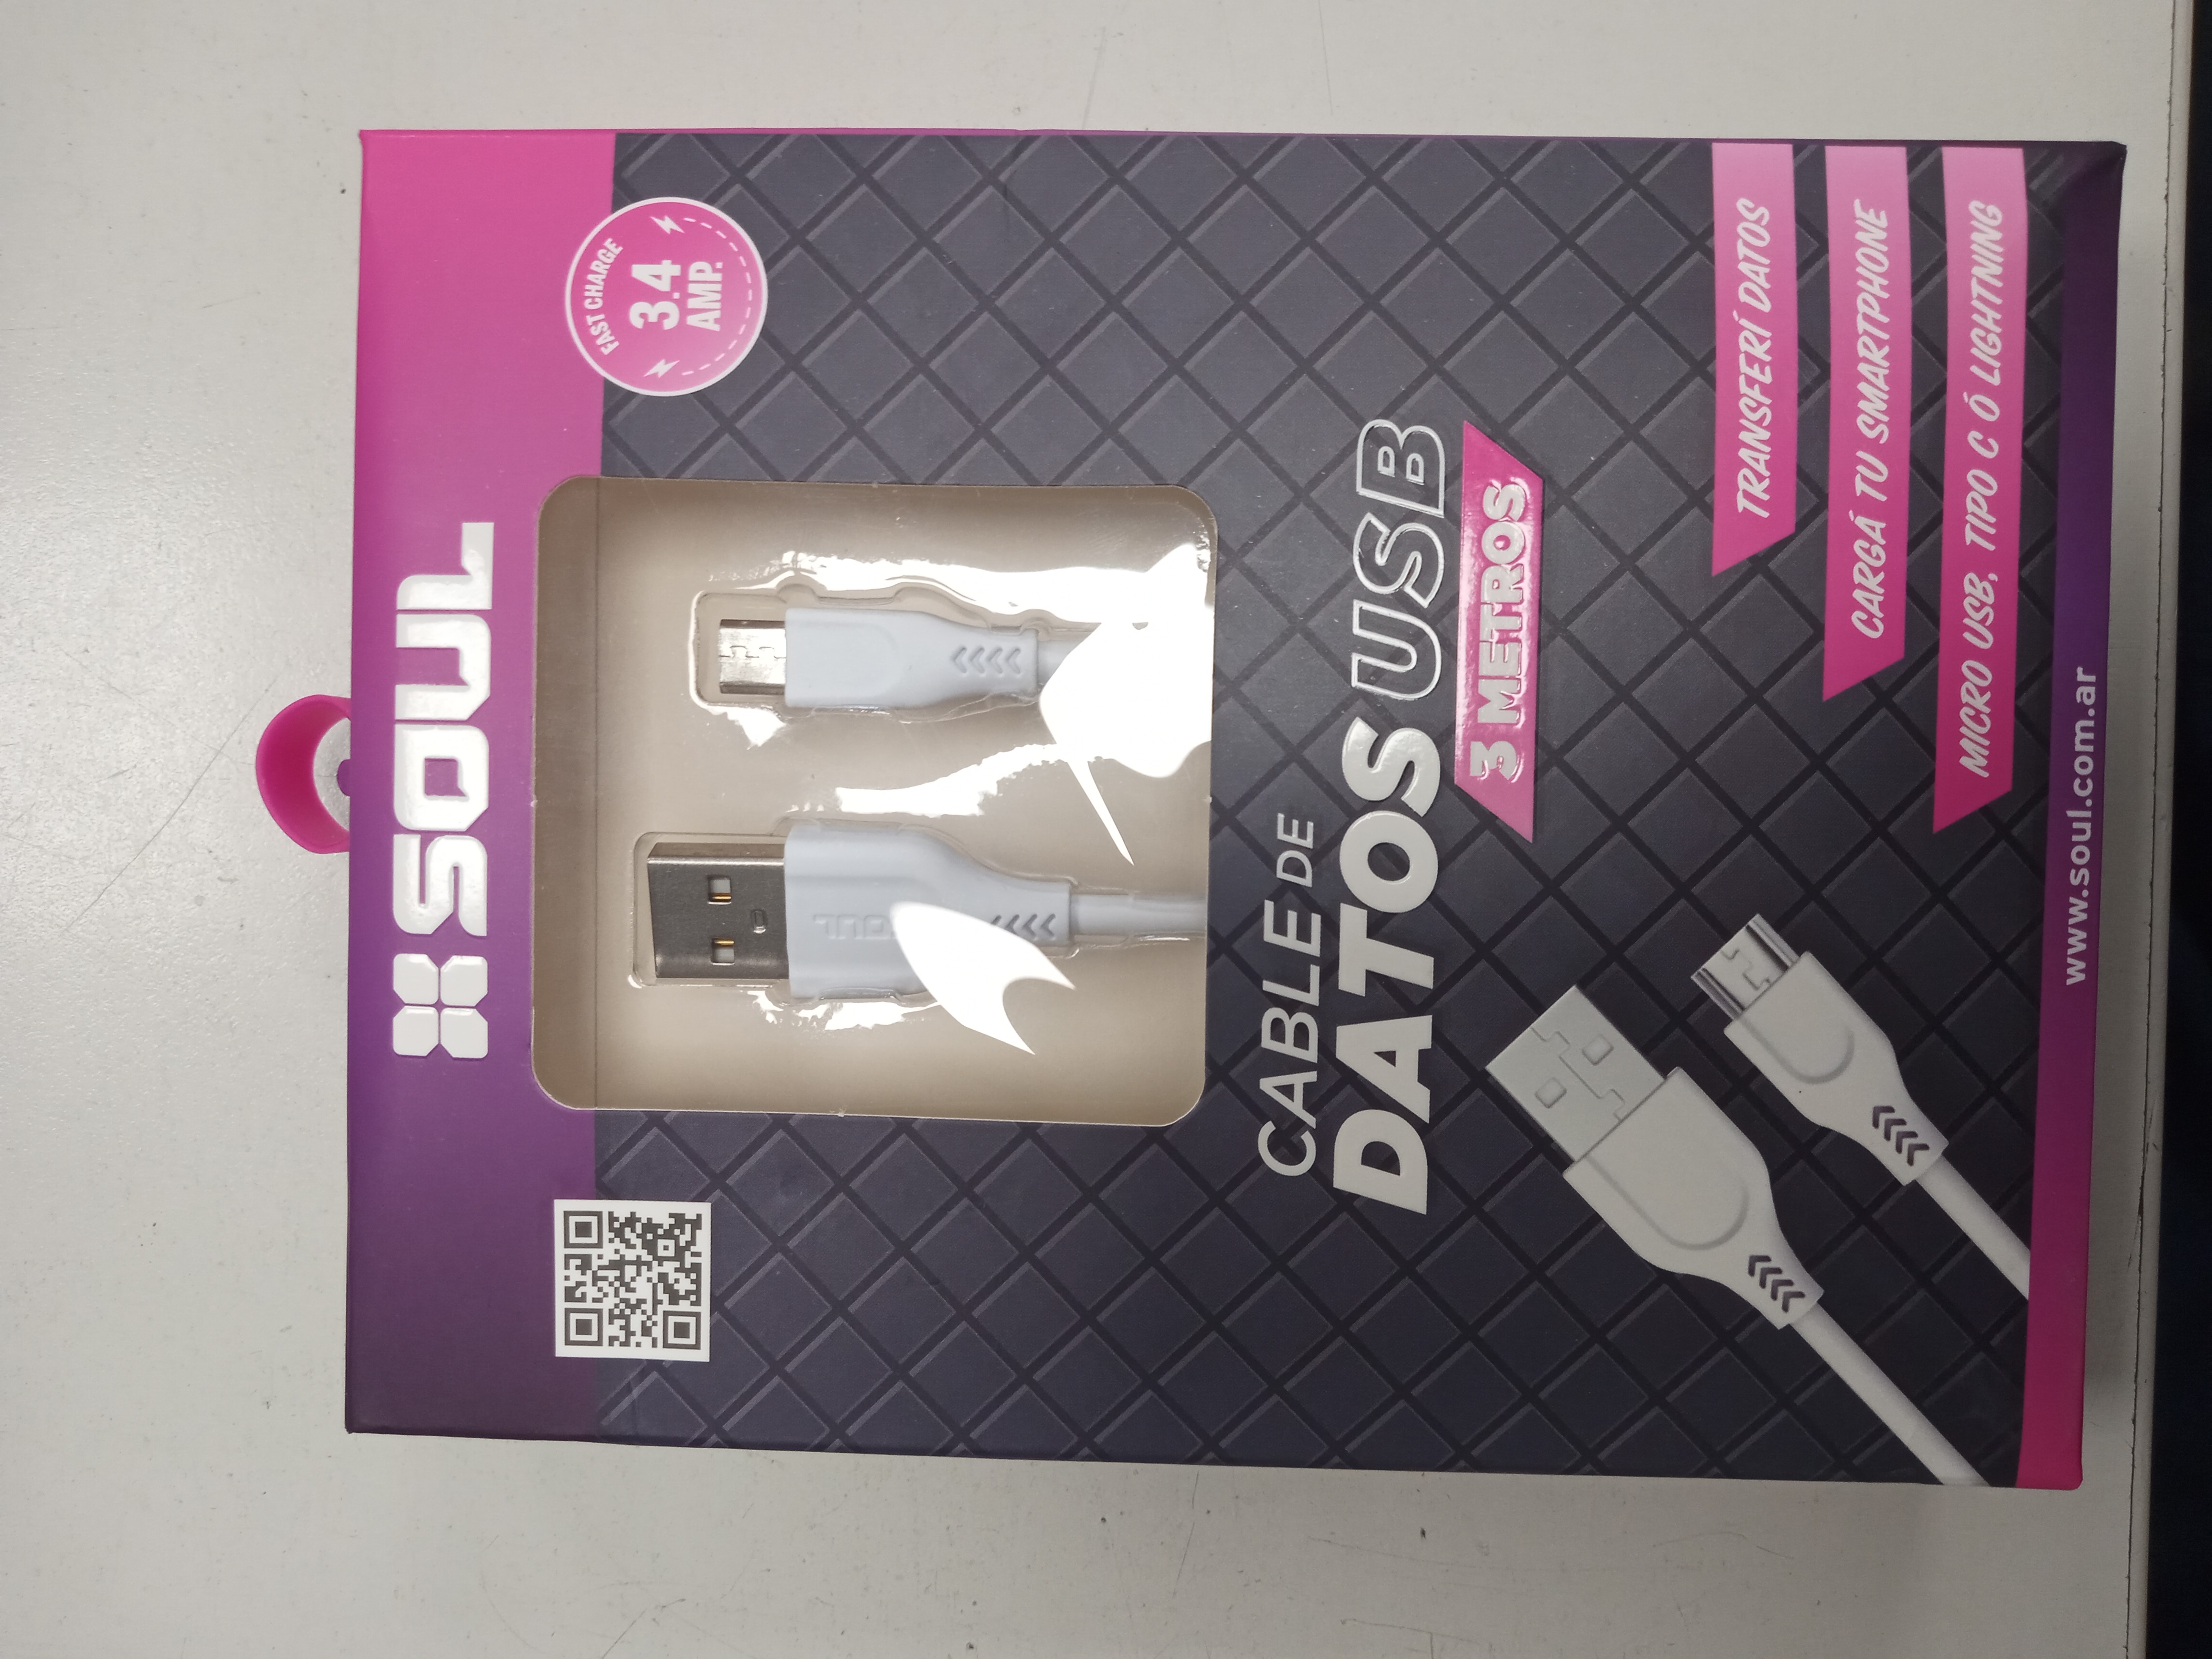 SOUL
FAST CHARGE
3.4
AMP.
SOUL
CABLE DE
DATOS USB
3 METROS
TRANSFERÍ DATOS
CARGÁ TU SMARTPHONE
MICRO USB, TIPO C Ó LIGHTNING
www.soul.com.ar